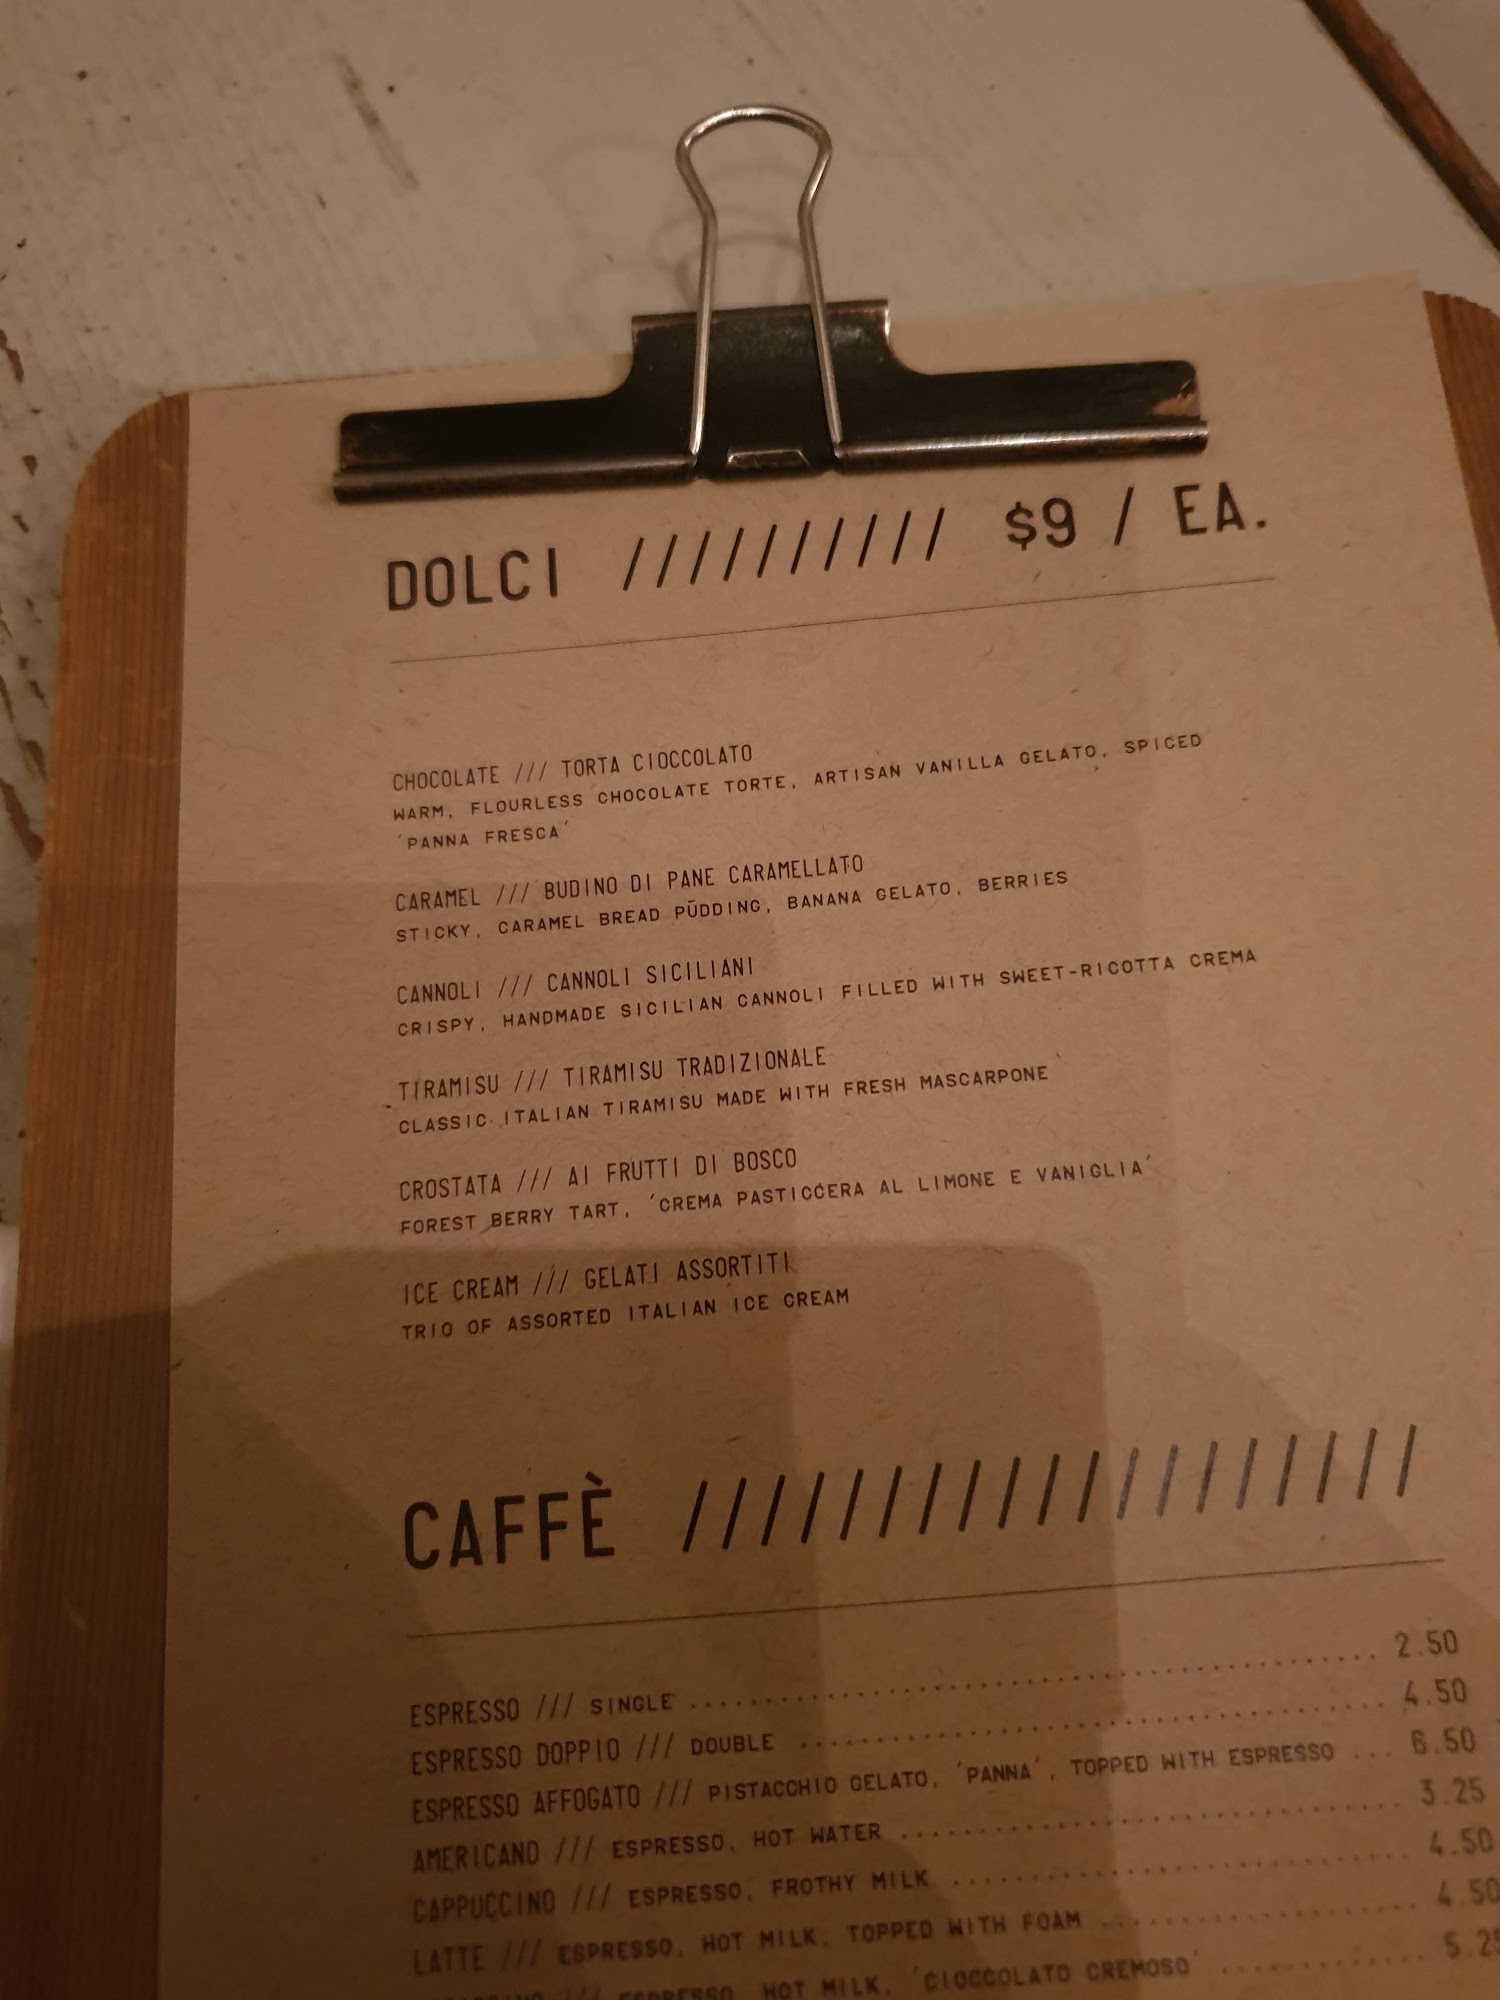 DOLCI ////////// $9 / EA.
CHOCOLATE /// TORTA CIOCCOLATO
WARM, FLOURLESS CHOCOLATE TORTE, ARTISAN VANILLA GELATO, SPICED
'PANNA FRESCA'
CARAMEL /// BUDINO DI PANE CARAMELLATO
STICKY, CARAMEL BREAD PUDDING, BANANA GELATO, BERRIES
CANNOLI /// CANNOLI SICILIANI
CRISPY, HANDMADE SICILIAN CANNOLI FILLED WITH SWEET-RICOTTA CREMA
TIRAMISU /// TIRAMISU TRADIZIONALE
CLASSIC ITALIAN TIRAMISU MADE WITH FRESH MASCARPONE
CROSTATA /// AI FRUTTI DI BOSCO
FOREST BERRY TART, 'CREMA PASTICCERA AL LIMONE E VANIGLIA'
ICE CREAM /// GELATI ASSORTITI
TRIO OF ASSORTED ITALIAN ICE CREAM
CAFFÈ ///////////////////
ESPRESSO /// SINGLE 2.50
ESPRESSO DOPPIO /// DOUBLE 4.50
ESPRESSO AFFOGATO /// PISTACCHIO GELATO, 'PANNA', TOPPED WITH ESPRESSO ... 6.50
AMERICANO /// ESPRESSO, HOT WATER 3.25
CAPPUCCINO /// ESPRESSO, FROTHY MILK 4.50
LATTE /// ESPRESSO, HOT MILK, TOPPED WITH FOAM 4.50
/// ESPRESSO, HOT MILK, 'CIOCCOLATO CREMOSO' 5.25